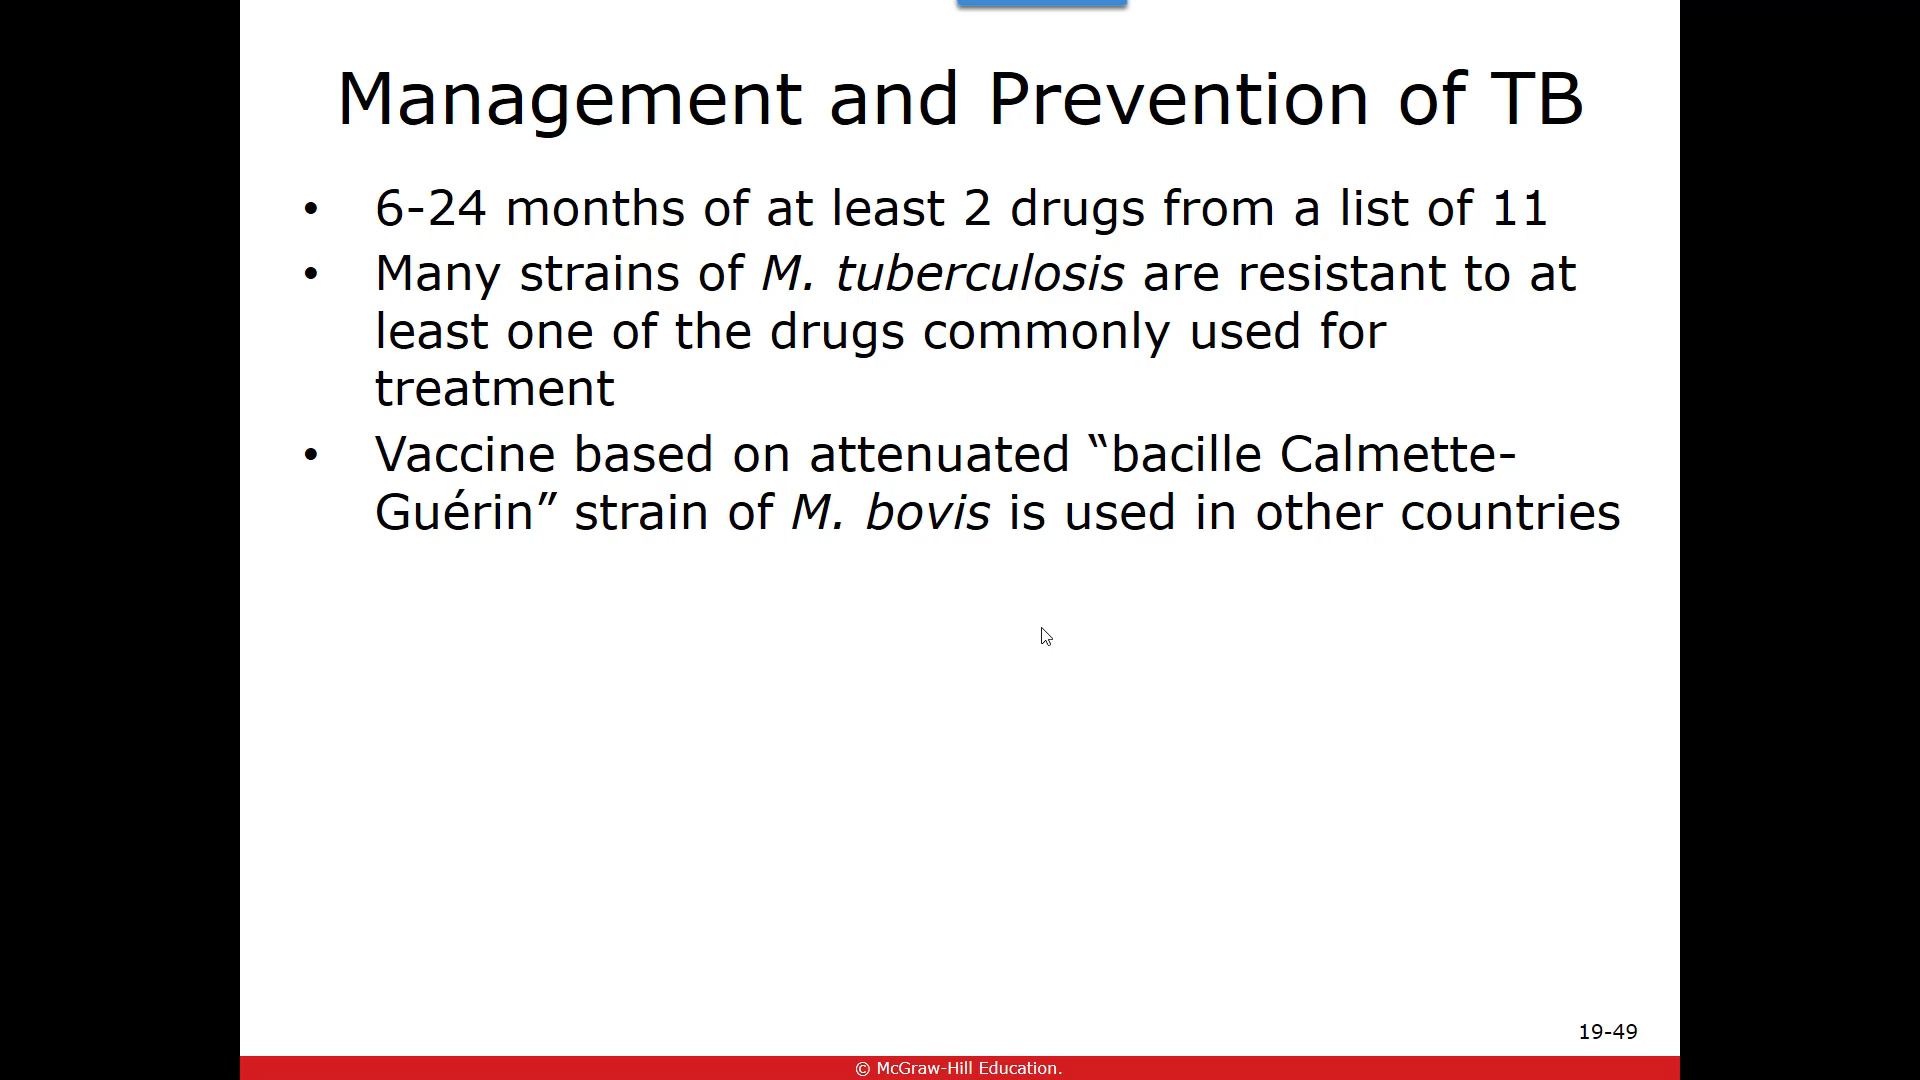 Management and Prevention of TB
• 6-24 months of at least 2 drugs from a list of 11
• Many strains of M. tuberculosis are resistant to at
least one of the drugs commonly used for
treatment
• Vaccine based on attenuated “bacille Calmette-
Guérin” strain of M. bovis is used in other countries
19-49
© McGraw-Hill Education.